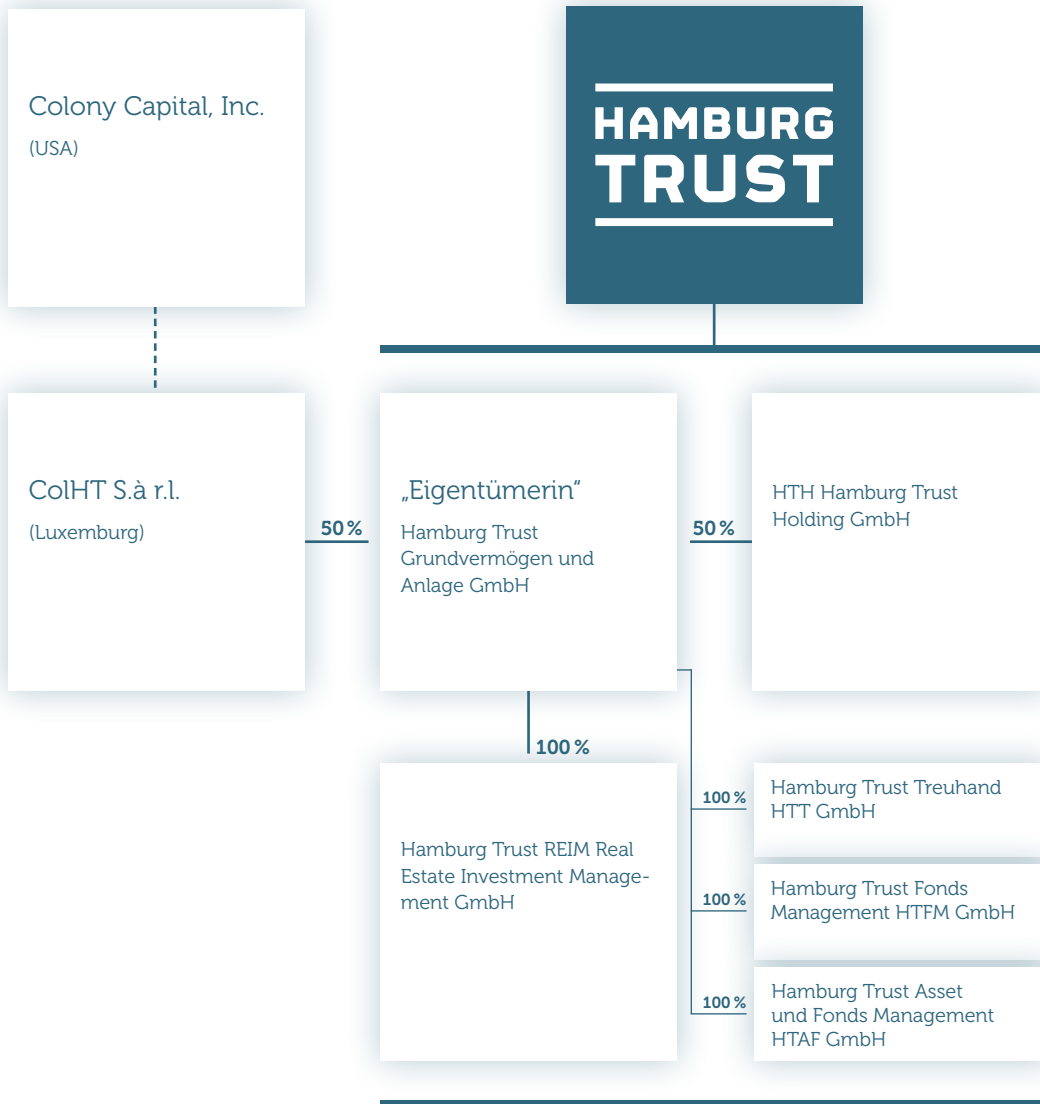 Colony Capital, Inc.
(USA)
HAMBURG
TRUST
ColHT S.à r.l.
(Luxemburg)
50 %
„Eigentümerin“
Hamburg Trust
Grundvermögen und
Anlage GmbH
50 %
HTH Hamburg Trust
Holding GmbH
100 %
Hamburg Trust REIM Real
Estate Investment Manage-
ment GmbH
100 %
Hamburg Trust Treuhand
HTT GmbH
100 %
Hamburg Trust Fonds
Management HTFM GmbH
100 %
Hamburg Trust Asset
und Fonds Management
HTAF GmbH